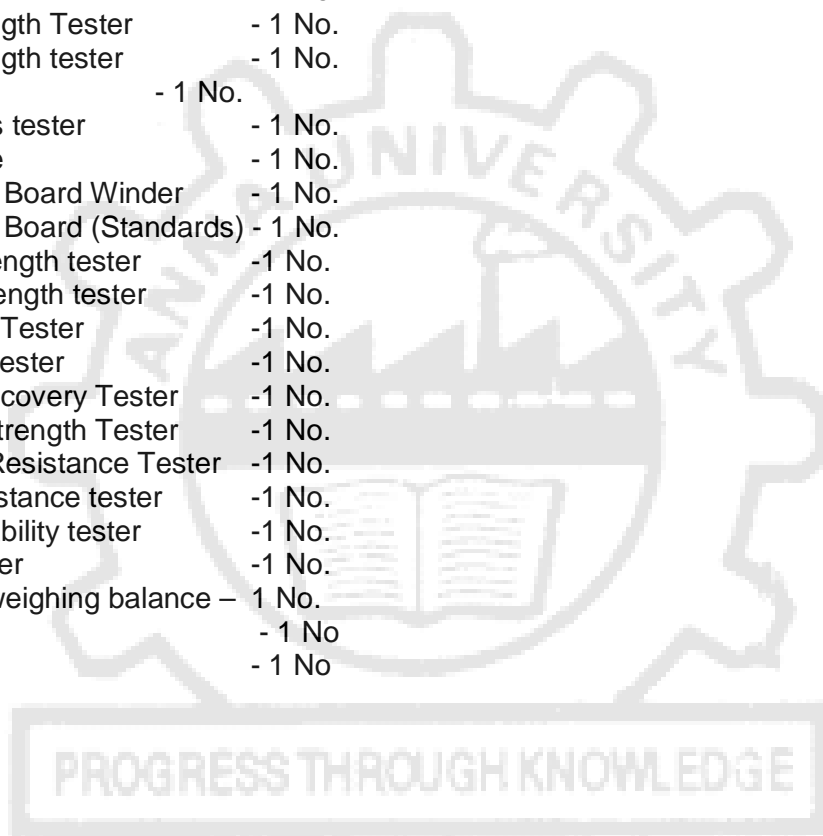 gth Tester - 1 No.
gth tester - 1 No.
- 1 No.
s tester - 1 No.
e - 1 No.
Board Winder - 1 No.
Board (Standards) - 1 No.
ength tester -1 No.
ength tester -1 No.
Tester -1 No.
ester -1 No.
covery Tester -1 No.
trength Tester -1 No.
Resistance Tester -1 No.
stance tester -1 No.
bility tester -1 No.
er -1 No.
weighing balance – 1 No.
- 1 No
- 1 No
ANNA UNIVERSITY
PROGRESS THROUGH KNOWLEDGE